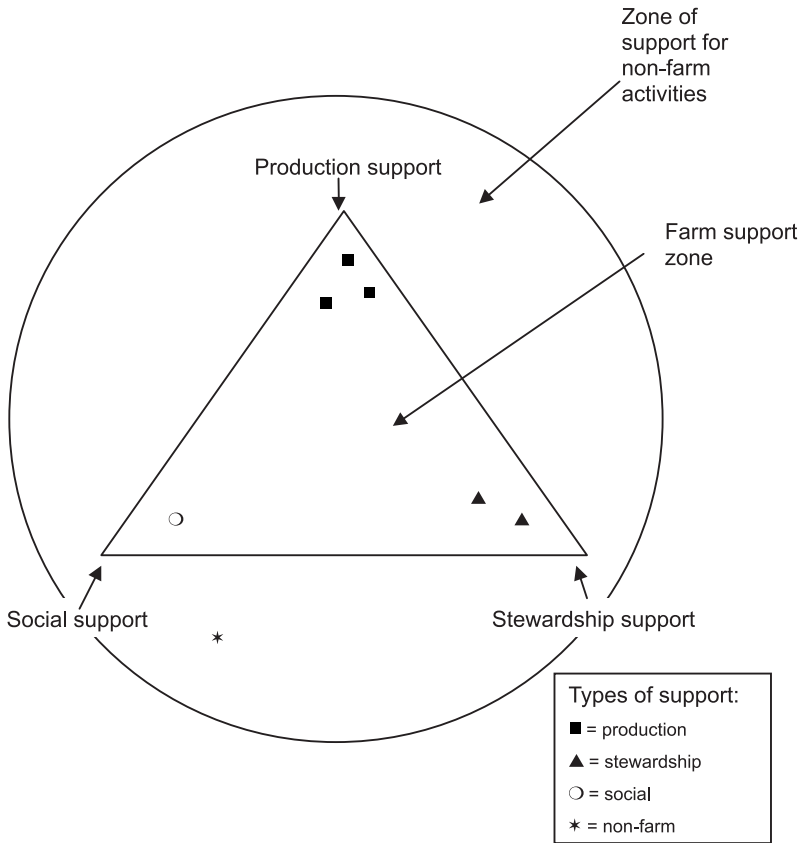 Zone of
support for
non-farm
activities
Production support
Farm support
zone
Social support
Stewardship support
Types of support:
■ = production
▲ = stewardship
❍ = social
✶ = non-farm